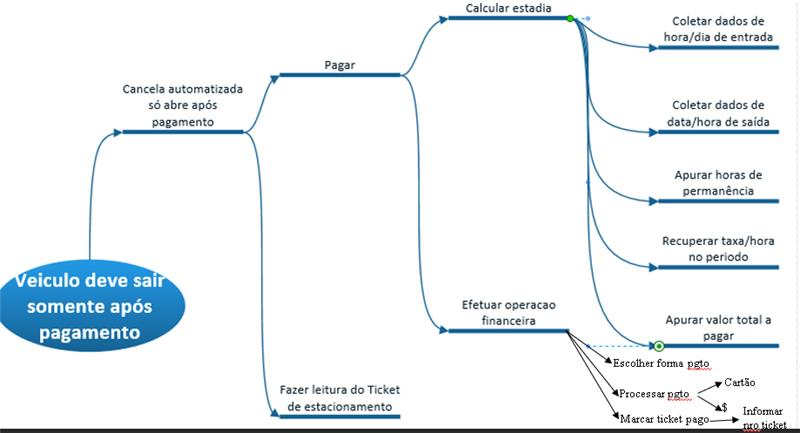 Calcular estadia
Coletar dados de
hora/dia de entrada
Pagar
Cancela automatizada
só abre após
pagamento
Coletar dados de
data/hora de saída
Apurar horas de
permanência
Recuperar taxa/hora
no periodo
Veiculo deve sair
somente após
pagamento
Efetuar operacao
financeira
Apurar valor total a
pagar
Escolher forma pgto
Fazer leitura do Ticket
de estacionamento
Processar pgto
Cartão
$
Marcar ticket pago
Informar
nro ticket